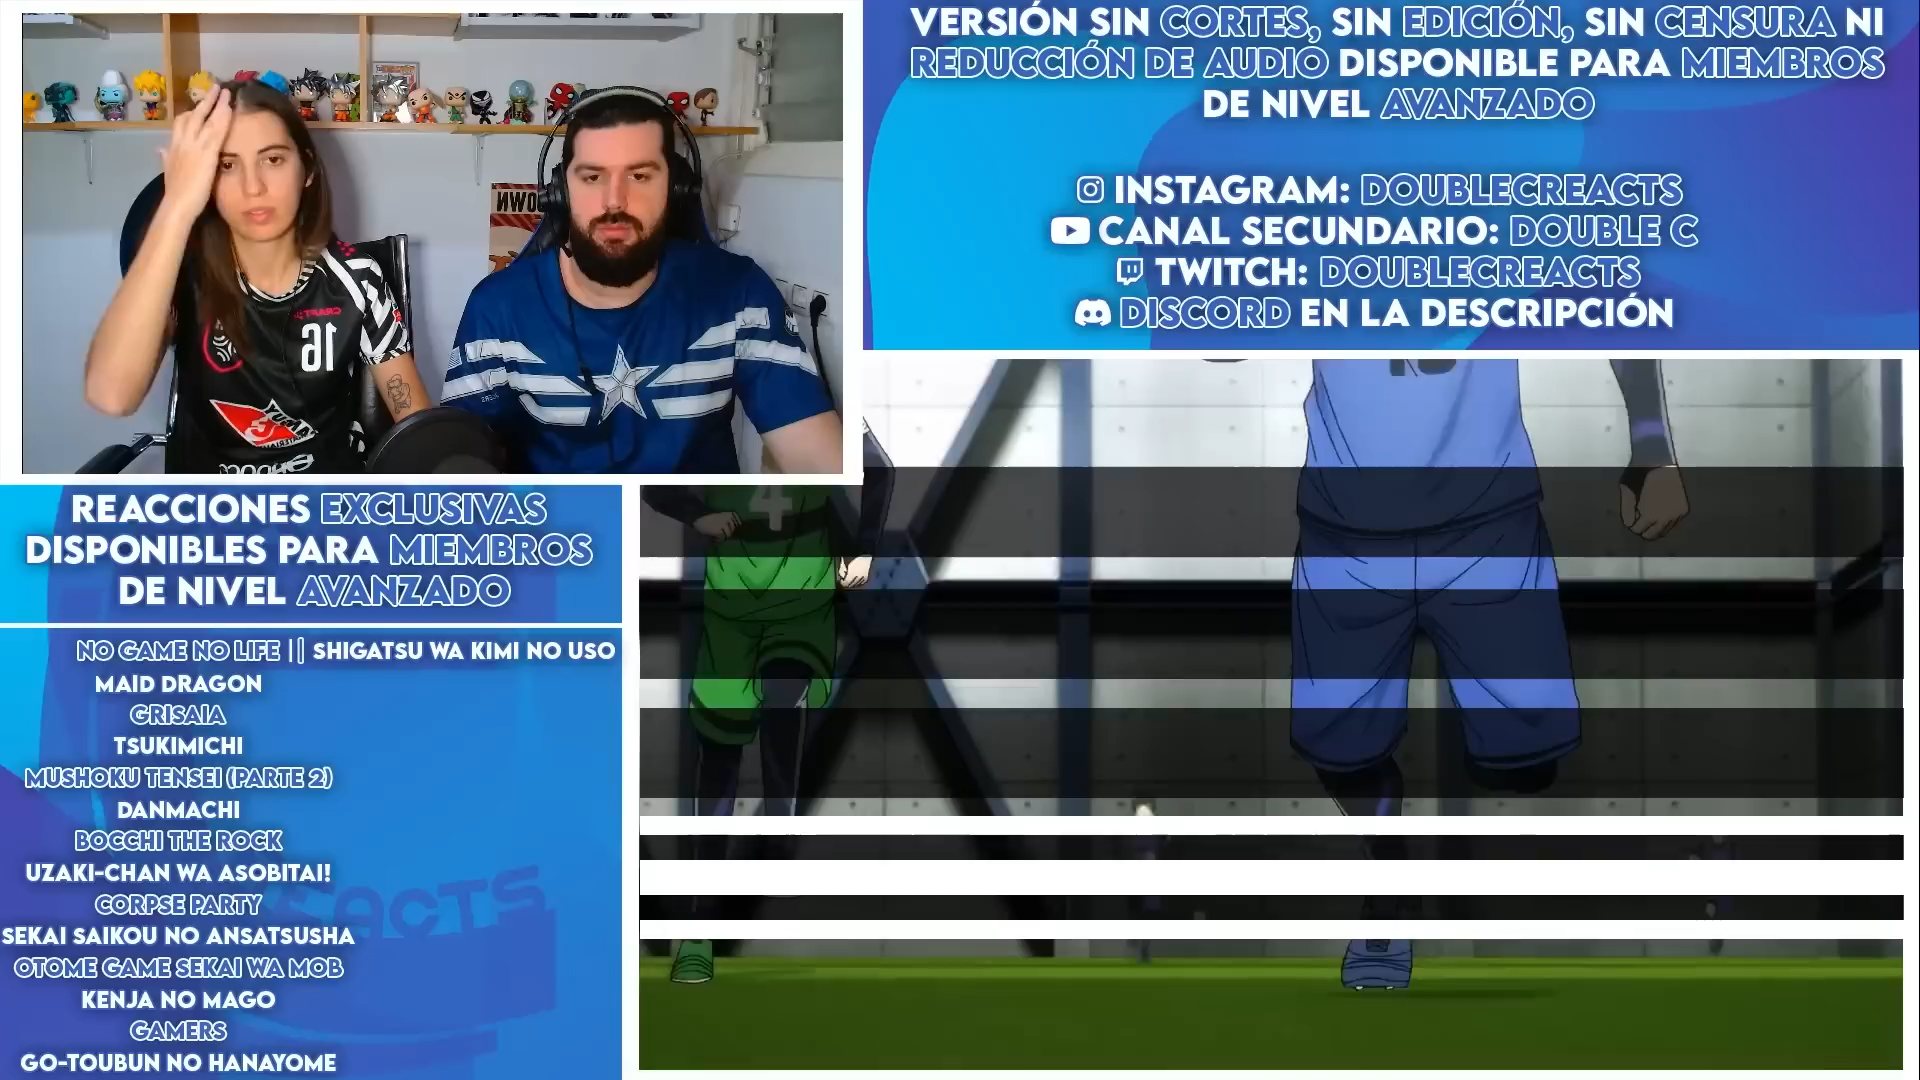 VERSIÓN SIN CORTES, SIN EDICIÓN, SIN CENSURA NI
REDUCCIÓN DE AUDIO DISPONIBLE PARA MIEMBROS
DE NIVEL AVANZADO
INSTAGRAM: DOUBLECREACTS
CANAL SECUNDARIO: DOUBLE C
TWITCH: DOUBLECREACTS
DISCORD EN LA DESCRIPCIÓN
NWO
CRAFT
16
4
REACCIONES EXCLUSIVAS
DISPONIBLES PARA MIEMBROS
DE NIVEL AVANZADO
NO GAME NO LIFE || SHIGATSU WA KIMI NO USO
MAID DRAGON
GRISAIA
TSUKIMICHI
MUSHOKU TENSEI (PARTE 2)
DANMACHI
BOCCHI THE ROCK
UZAKI-CHAN WA ASOBITAI!
CORPSE PARTY
SEKAI SAIKOU NO ANSATSUSHA
OTOME GAME SEKAI WA MOB
KENJA NO MAGO
GAMERS
GO-TOUBUN NO HANAYOME